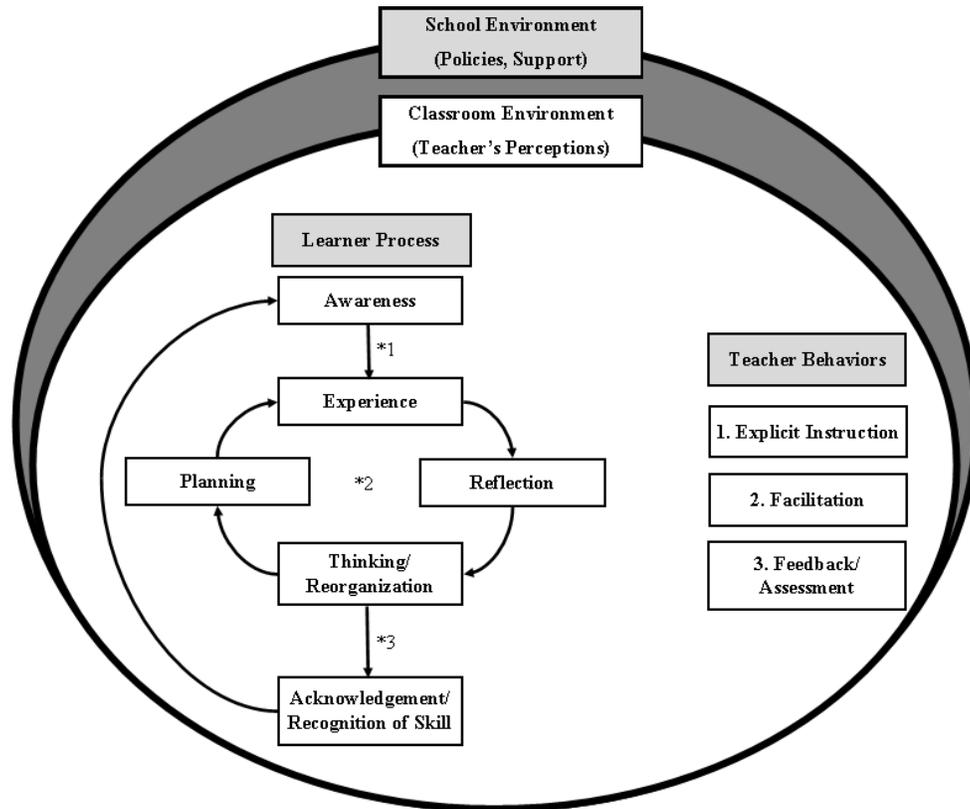 School Environment
(Policies, Support)
Classroom Environment
(Teacher’s Perceptions)
Learner Process
Awareness
*1
Experience
Planning
*2
Reflection
Thinking/
Reorganization
*3
Acknowledgement/
Recognition of Skill
Teacher Behaviors
1. Explicit Instruction
2. Facilitation
3. Feedback/
Assessment